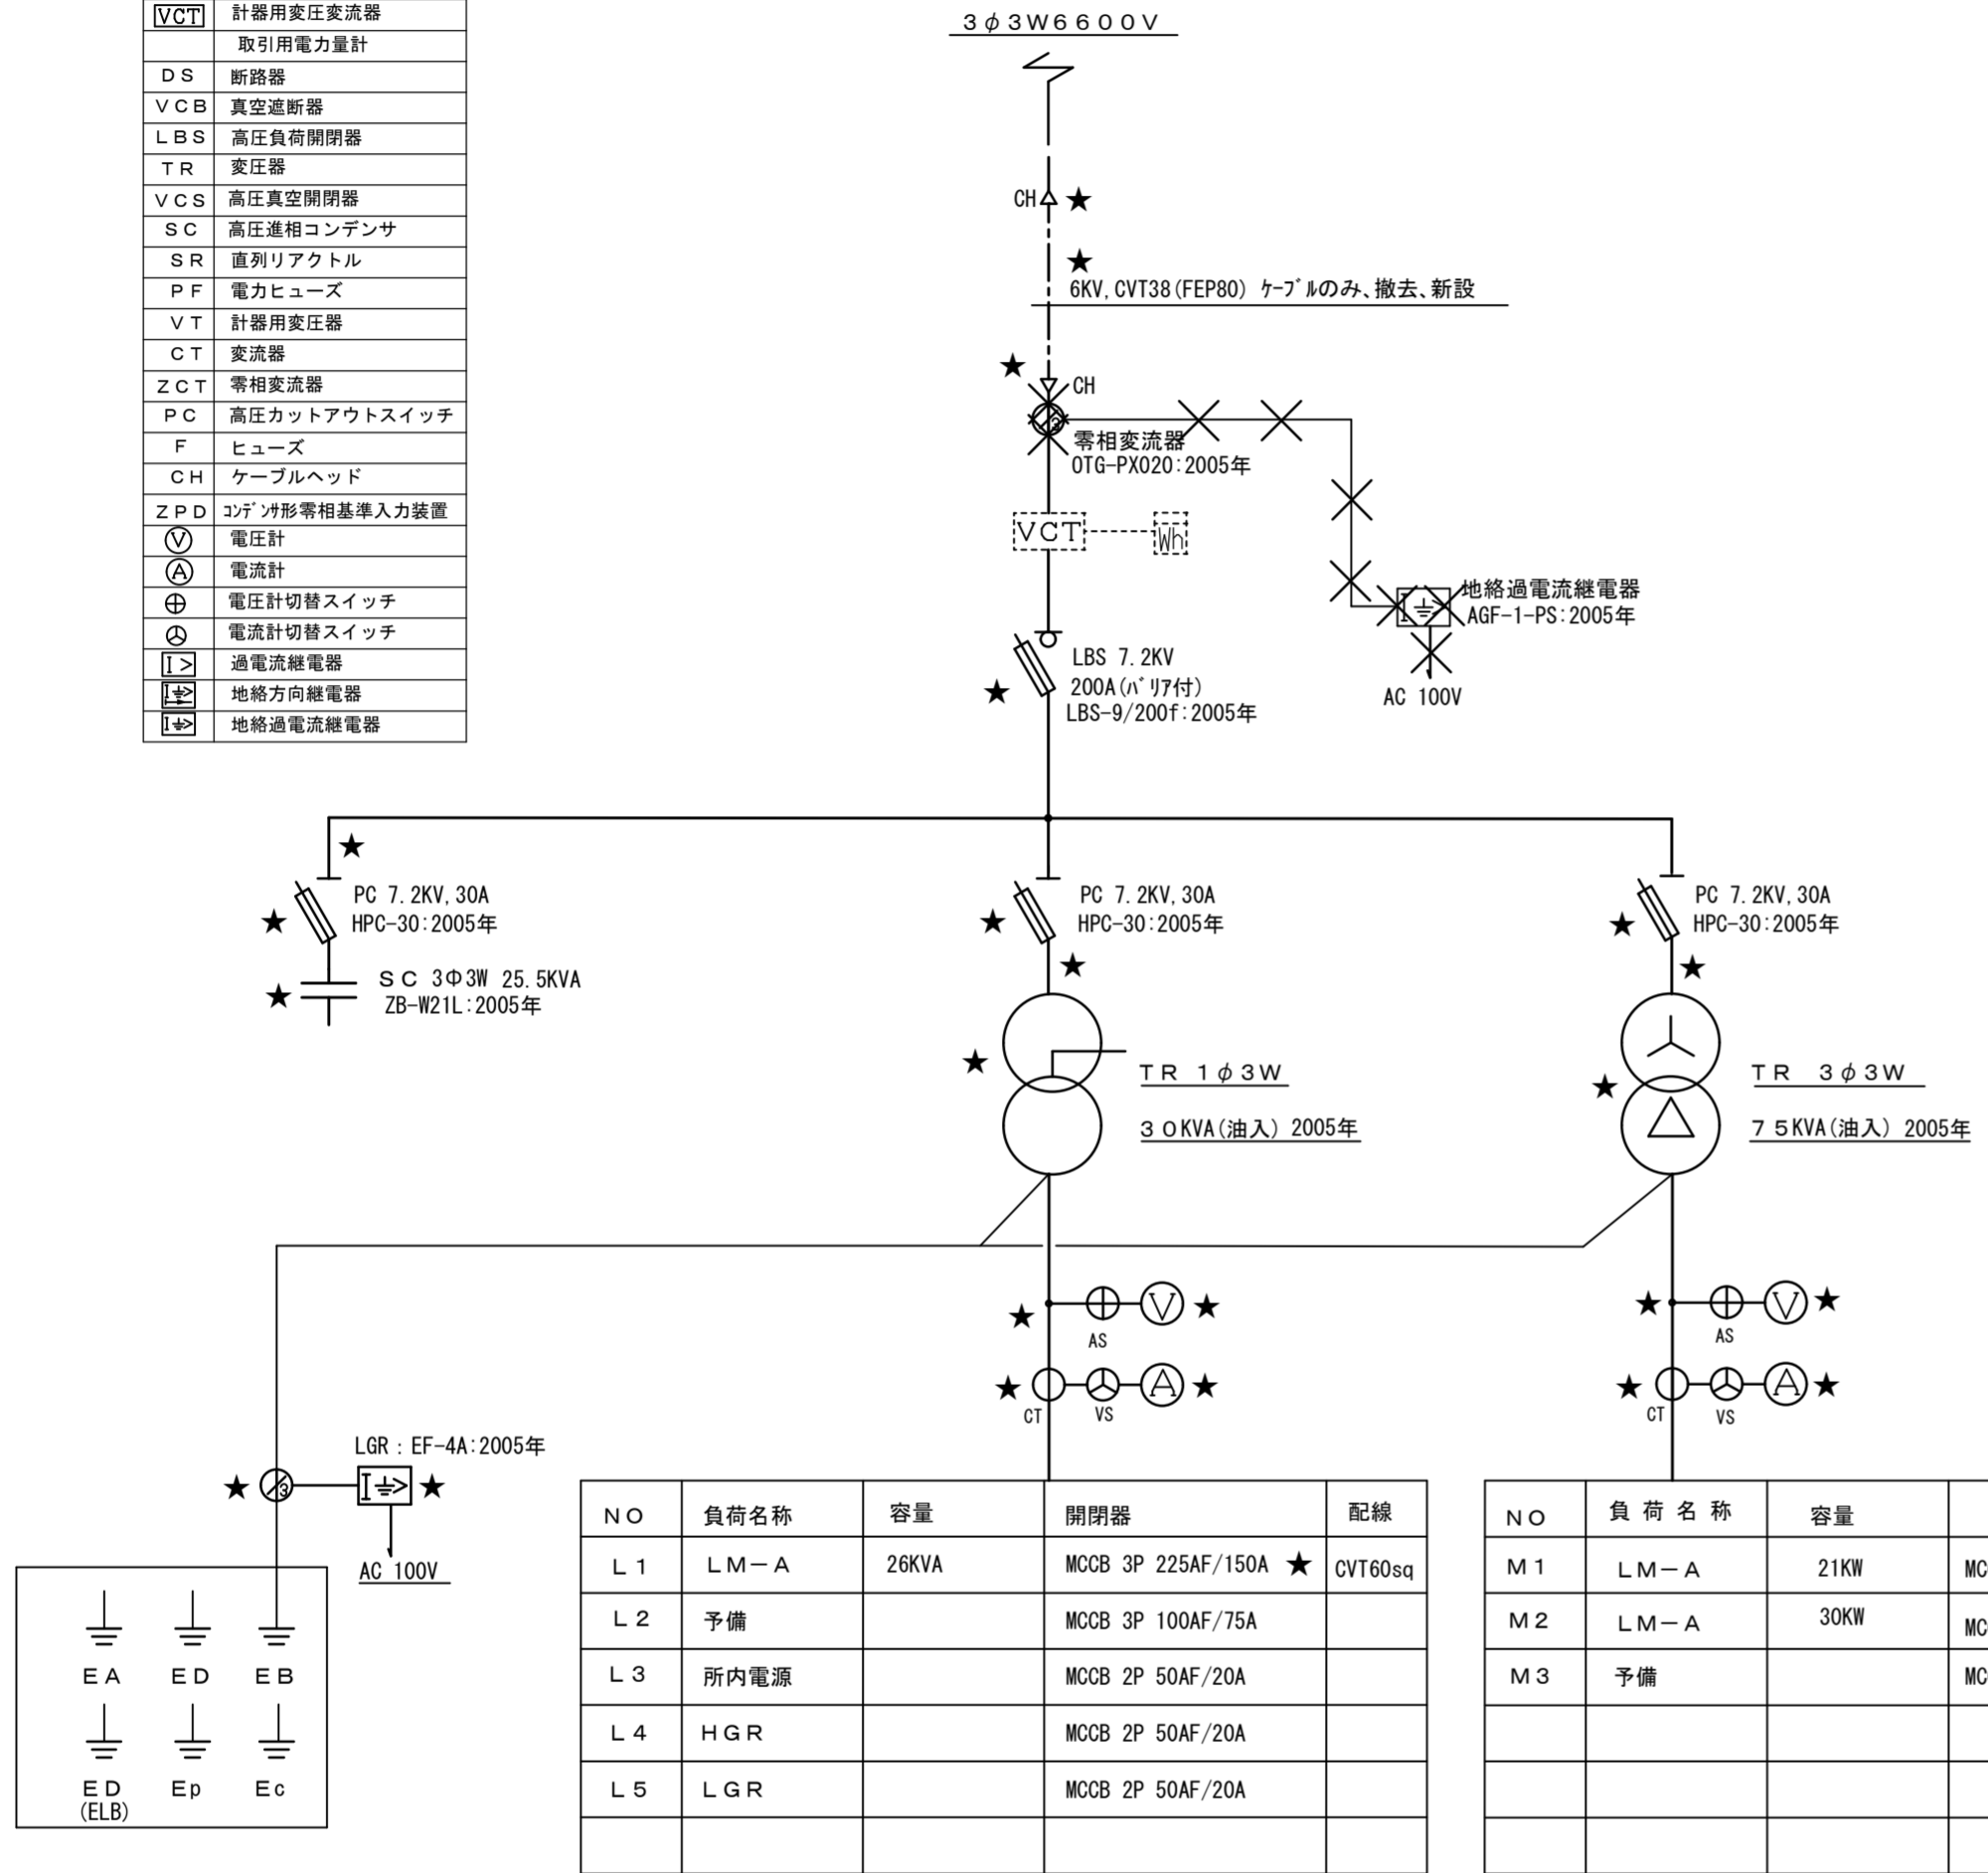 VCT 計器用変圧変流器
取引用電力量計
DS 断路器
VCB 真空遮断器
LBS 高圧負荷開閉器
TR 変圧器
VCS 高圧真空開閉器
SC 高圧進相コンデンサ
SR 直列リアクトル
PF 電力ヒューズ
VT 計器用変圧器
CT 変流器
ZCT 零相変流器
PC 高圧カットアウトスイッチ
F ヒューズ
CH ケーブルヘッド
ZPD コンデンサ形零相基準入力装置
V 電圧計
A 電流計
電圧計切替スイッチ
電流計切替スイッチ
I> 過電流継電器
I> 地絡方向継電器
I> 地絡過電流継電器
3φ3W6600V
CH ★
★
6KV,CVT38(FEP80) ケーブルのみ、撤去、新設
★
CH
3
零相変流器
OTG-PX020:2005年
VCT
Wh
地絡過電流継電器
AGF-1-PS:2005年
I>
AC 100V
LBS 7.2KV
★ 200A(バリア付)
LBS-9/200f:2005年
★
PC 7.2KV,30A
★ HPC-30:2005年
★ SC 3Φ3W 25.5KVA
ZB-W21L:2005年
PC 7.2KV,30A
★ HPC-30:2005年
★
★
TR 1φ3W
30KVA(油入) 2005年
PC 7.2KV,30A
★ HPC-30:2005年
★
★
TR 3φ3W
75KVA(油入) 2005年
★ V ★
AS
★ A ★
CT VS
★ V ★
AS
★ A ★
CT VS
LGR:EF-4A:2005年
★ 3 I> ★
AC 100V
EA ED EB
ED Ep Ec
(ELB)
NO 負荷名称 容量 開閉器 配線
L1 LM-A 26KVA MCCB 3P 225AF/150A ★ CVT60sq
L2 予備 MCCB 3P 100AF/75A
L3 所内電源 MCCB 2P 50AF/20A
L4 HGR MCCB 2P 50AF/20A
L5 LGR MCCB 2P 50AF/20A
NO 負荷名称 容量
M1 LM-A 21KW MC
M2 LM-A 30KW MC
M3 予備 MC